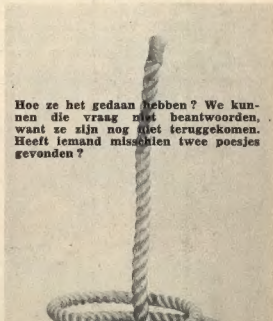 Hoe ze het gedaan hebben? We kun-
nen die vraag niet beantwoorden,
want ze zijn nog niet teruggekomen.
Heeft iemand misschien twee poesjes
gevonden?